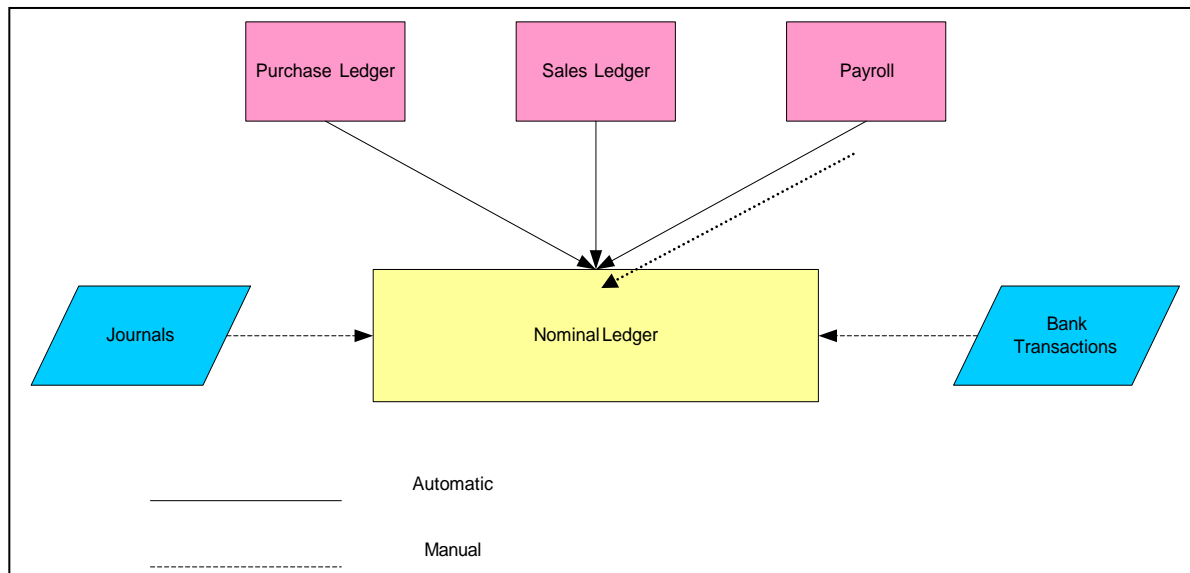 Purchase Ledger
Sales Ledger
Payroll
Journals
Nominal Ledger
Bank
Transactions
Automatic
Manual